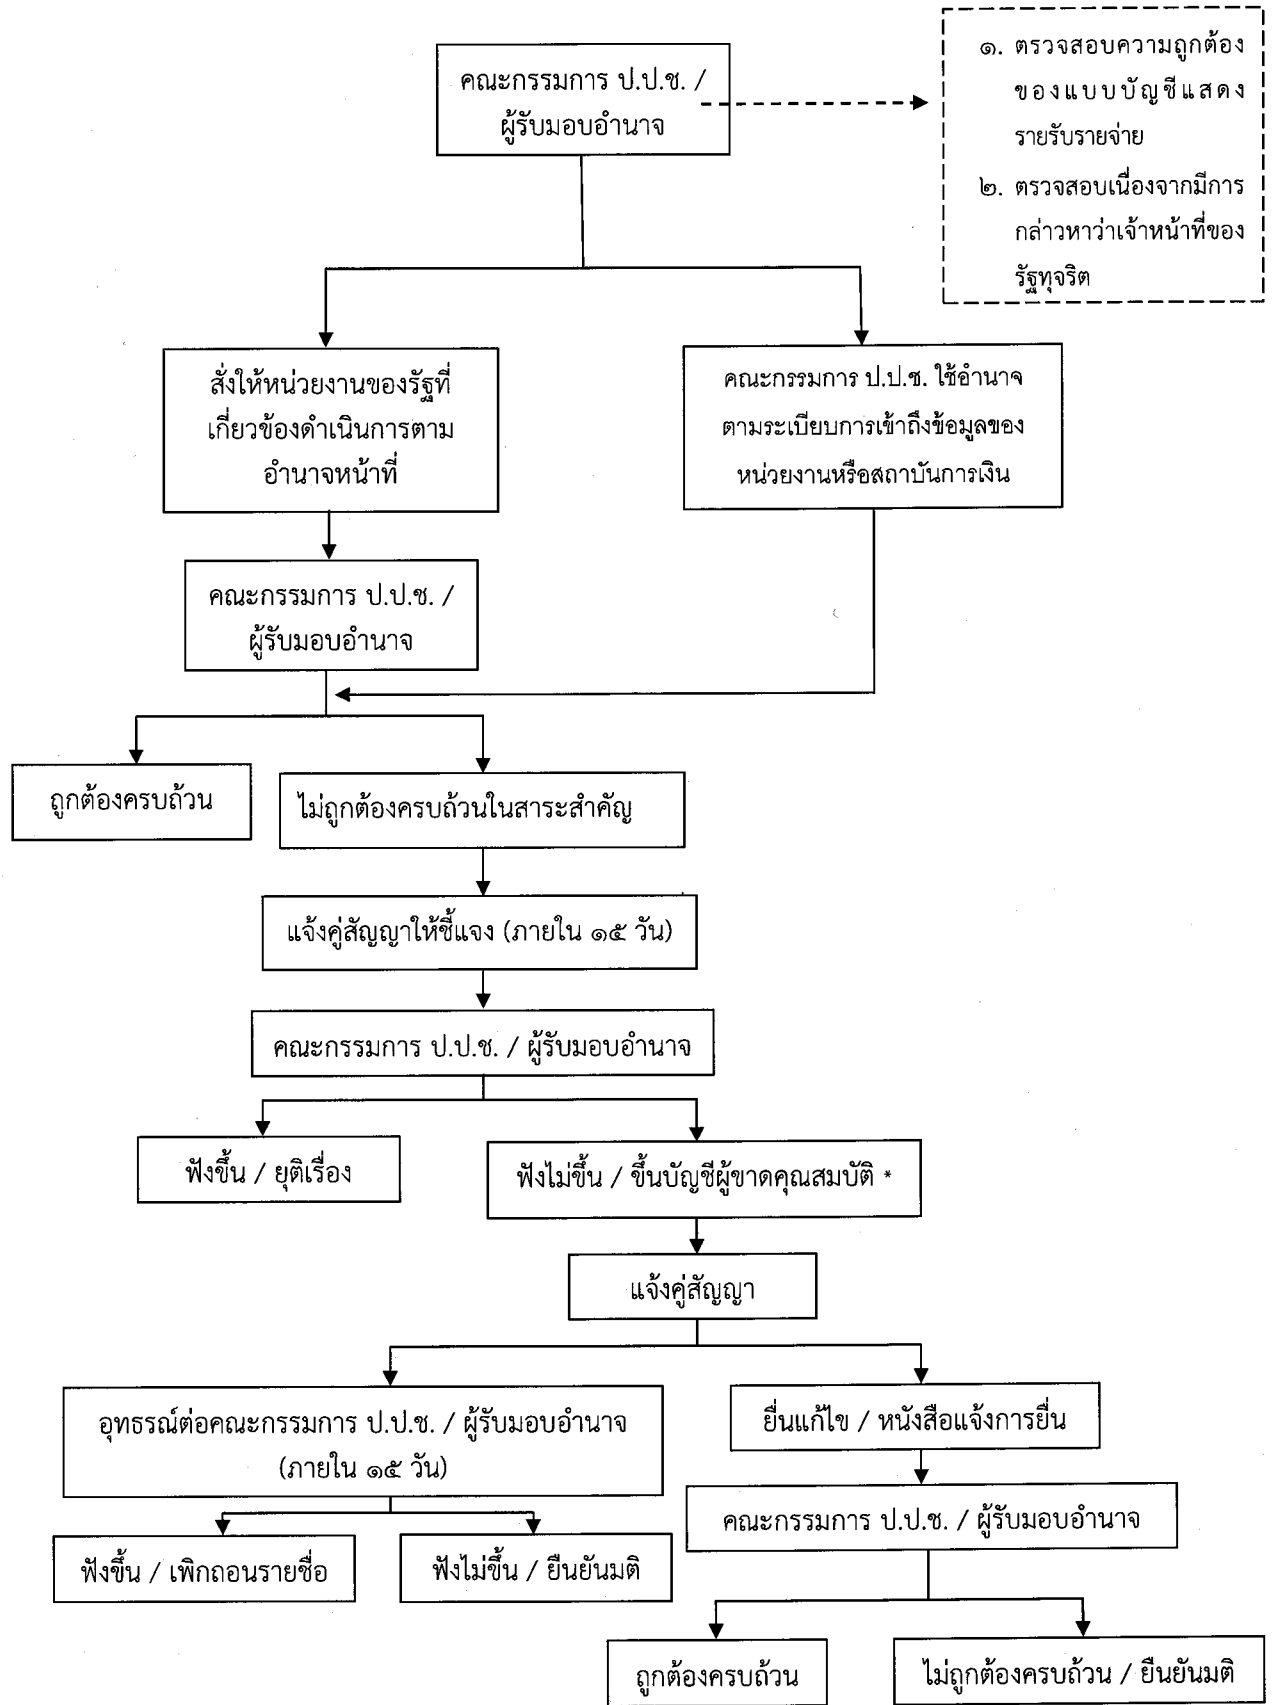 คณะกรรมการ ป.ป.ช. /
ผู้รับมอบอำนาจ
๑. ตรวจสอบความถูกต้อง
ของแบบบัญชีแสดง
รายรับรายจ่าย
๒. ตรวจสอบเนื่องจากมีการ
กล่าวหาว่าเจ้าหน้าที่ของ
รัฐทุจริต
สั่งให้หน่วยงานของรัฐที่
เกี่ยวข้องดำเนินการตาม
อำนาจหน้าที่
คณะกรรมการ ป.ป.ช. ใช้อำนาจ
ตามระเบียบการเข้าถึงข้อมูลของ
หน่วยงานหรือสถาบันการเงิน
คณะกรรมการ ป.ป.ช. /
ผู้รับมอบอำนาจ
ถูกต้องครบถ้วน
ไม่ถูกต้องครบถ้วนในสาระสำคัญ
แจ้งคู่สัญญาให้ชี้แจง (ภายใน ๑๕ วัน)
คณะกรรมการ ป.ป.ช. / ผู้รับมอบอำนาจ
ฟังขึ้น / ยุติเรื่อง
ฟังไม่ขึ้น / ขึ้นบัญชีผู้ขาดคุณสมบัติ *
แจ้งคู่สัญญา
อุทธรณ์ต่อคณะกรรมการ ป.ป.ช. / ผู้รับมอบอำนาจ
(ภายใน ๑๕ วัน)
ยื่นแก้ไข / หนังสือแจ้งการยื่น
คณะกรรมการ ป.ป.ช. / ผู้รับมอบอำนาจ
ฟังขึ้น / เพิกถอนรายชื่อ
ฟังไม่ขึ้น / ยืนยันมติ
ถูกต้องครบถ้วน
ไม่ถูกต้องครบถ้วน / ยืนยันมติ